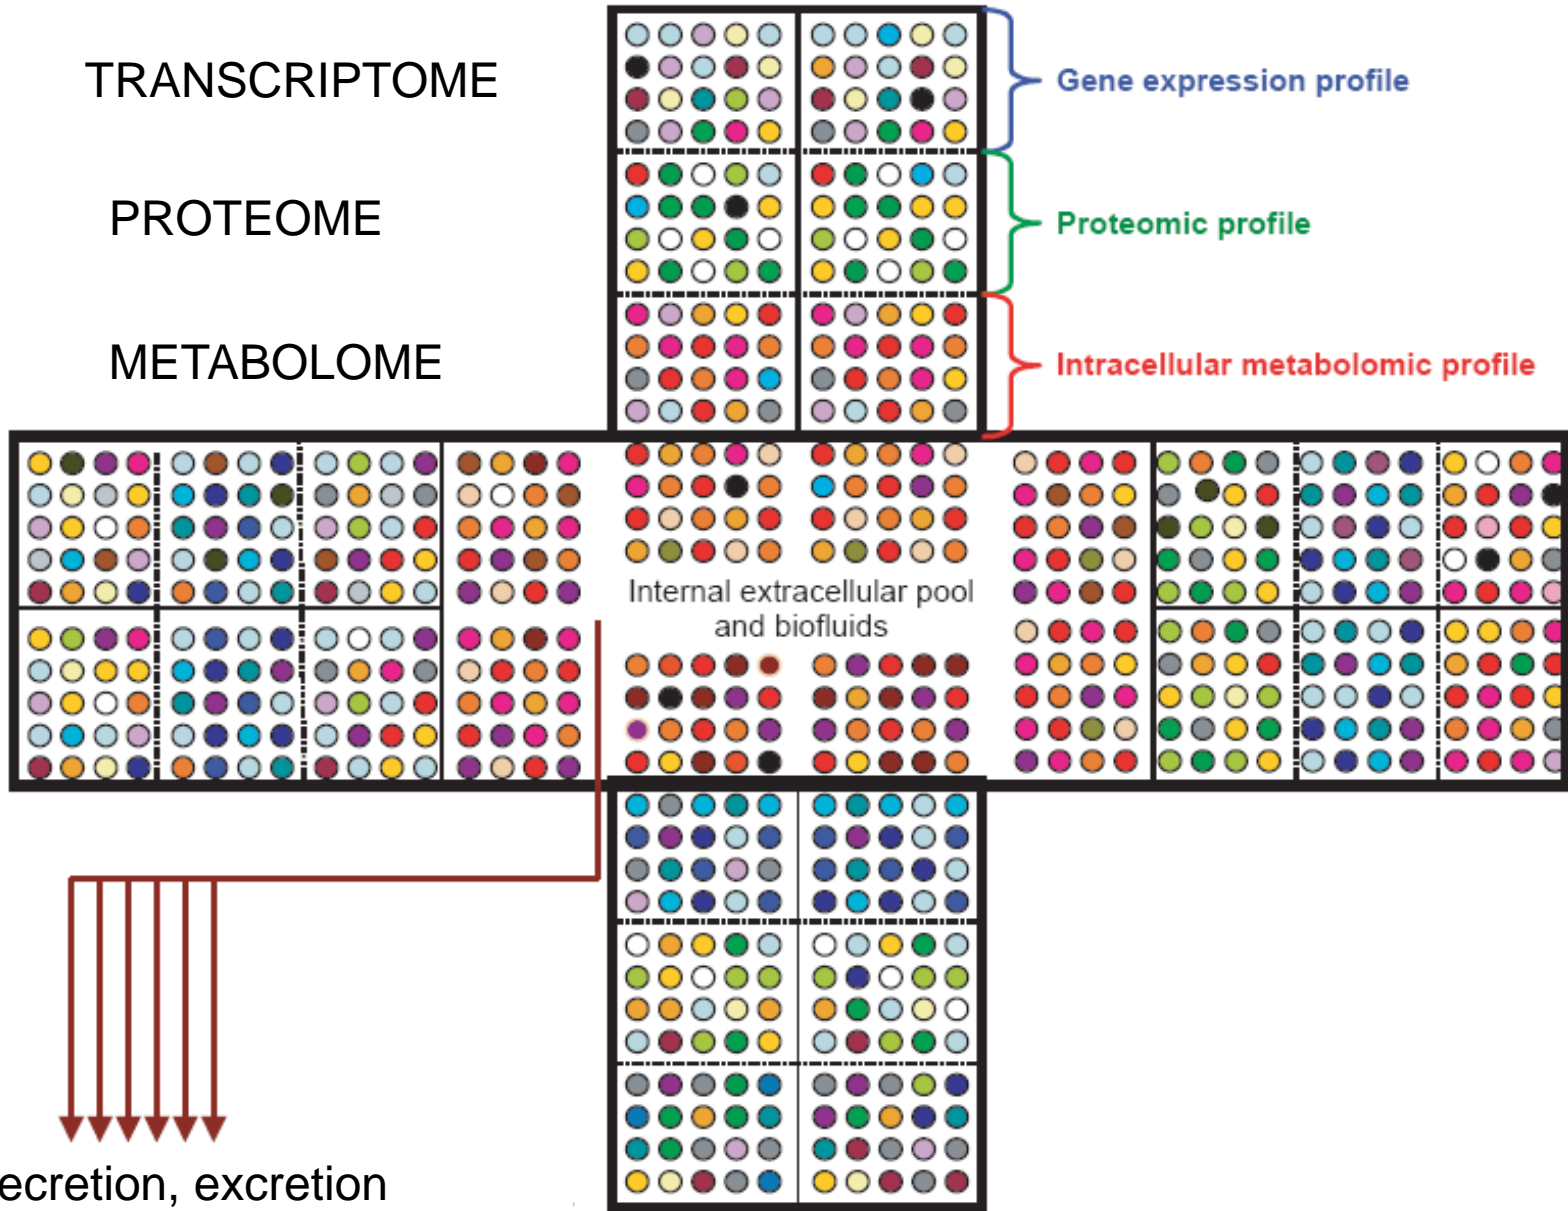 TRANSCRIPTOME
Gene expression profile
PROTEOME
Proteomic profile
METABOLOME
Intracellular metabolomic profile
Internal extracellular pool
and biofluids
ecretion, excretion